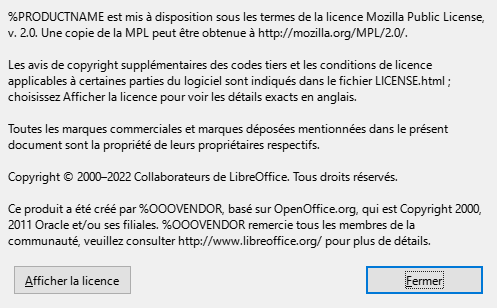 %PRODUCTNAME est mis à disposition sous les termes de la licence Mozilla Public License,
v. 2.0. Une copie de la MPL peut être obtenue à http://mozilla.org/MPL/2.0/.
Les avis de copyright supplémentaires des codes tiers et les conditions de licence
applicables à certaines parties du logiciel sont indiqués dans le fichier LICENSE.html ;
choisissez Afficher la licence pour voir les détails exacts en anglais.
Toutes les marques commerciales et marques déposées mentionnées dans le présent
document sont la propriété de leurs propriétaires respectifs.
Copyright © 2000–2022 Collaborateurs de LibreOffice. Tous droits réservés.
Ce produit a été créé par %OOOVENDOR, basé sur OpenOffice.org, qui est Copyright 2000,
2011 Oracle et/ou ses filiales. %OOOVENDOR remercie tous les membres de la
communauté, veuillez consulter http://www.libreoffice.org/ pour plus de détails.
Afficher la licence
Fermer